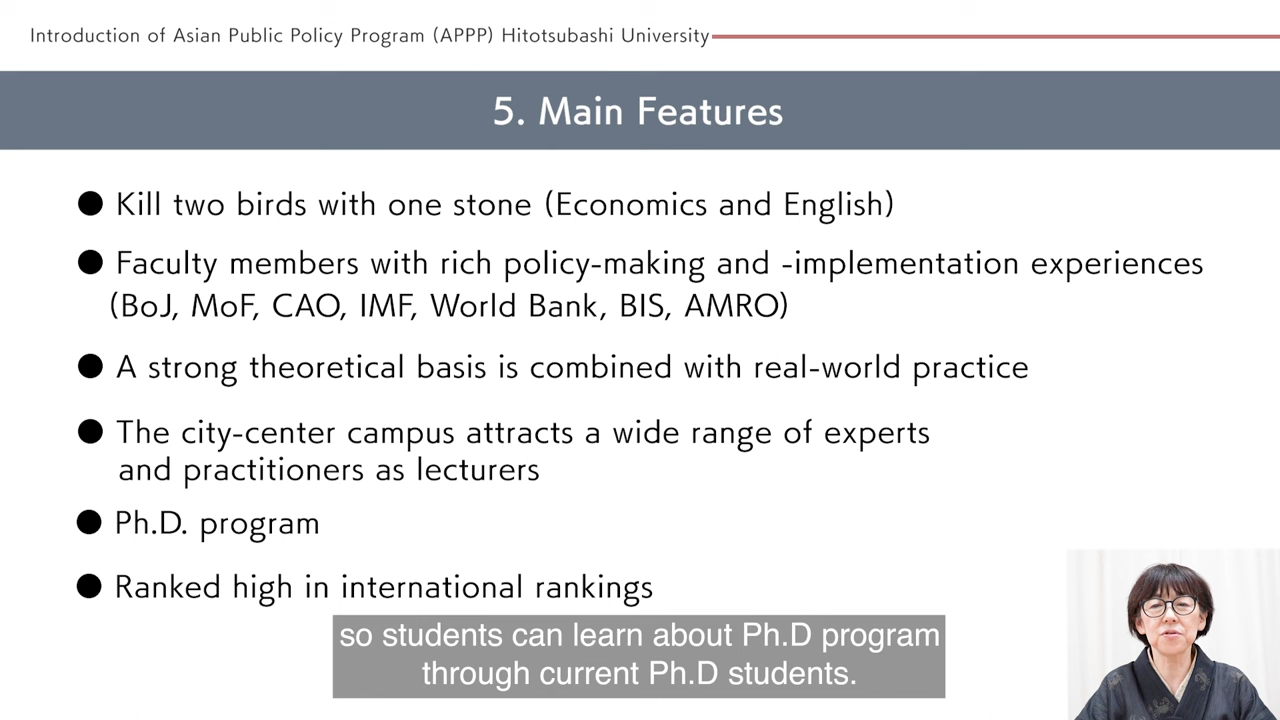 Introduction of Asian Public Policy Program (APPP) Hitotsubashi University
5. Main Features
● Kill two birds with one stone (Economics and English)
● Faculty members with rich policy-making and -implementation experiences
(BoJ, MoF, CAO, IMF, World Bank, BIS, AMRO)
● A strong theoretical basis is combined with real-world practice
● The city-center campus attracts a wide range of experts
and practitioners as lecturers
● Ph.D. program
● Ranked high in international rankings
so students can learn about Ph.D program
through current Ph.D students.